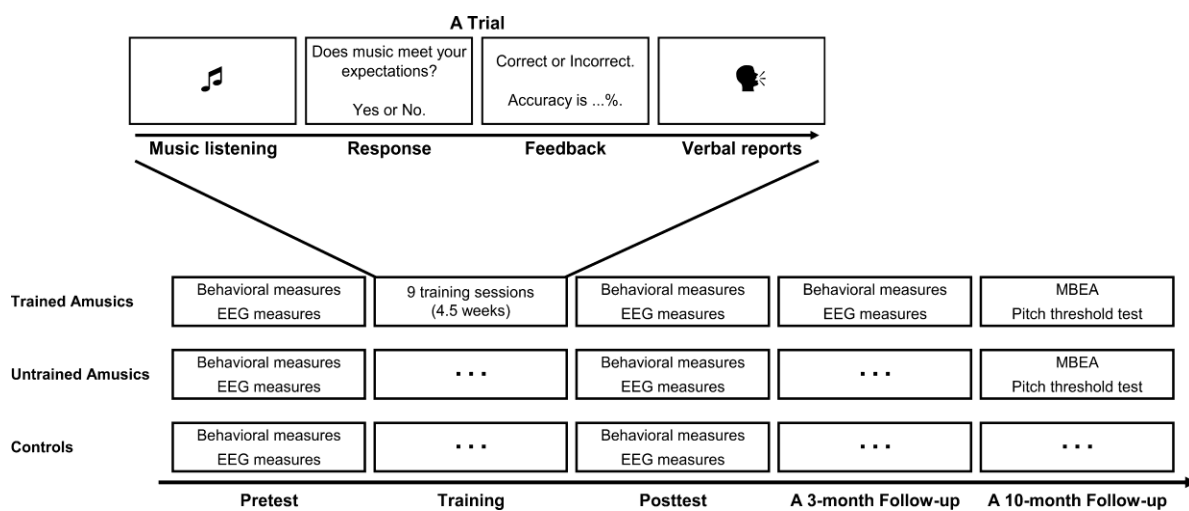 A Trial
Does music meet your
expectations?
Yes or No.
Correct or Incorrect.
Accuracy is ...%.
Music listening
Response
Feedback
Verbal reports
Trained Amusics
Behavioral measures
EEG measures
9 training sessions
(4.5 weeks)
Behavioral measures
EEG measures
Behavioral measures
EEG measures
MBEA
Pitch threshold test
Untrained Amusics
Behavioral measures
EEG measures
...
Behavioral measures
EEG measures
...
MBEA
Pitch threshold test
Controls
Behavioral measures
EEG measures
...
Behavioral measures
EEG measures
...
...
Pretest
Training
Posttest
A 3-month Follow-up
A 10-month Follow-up